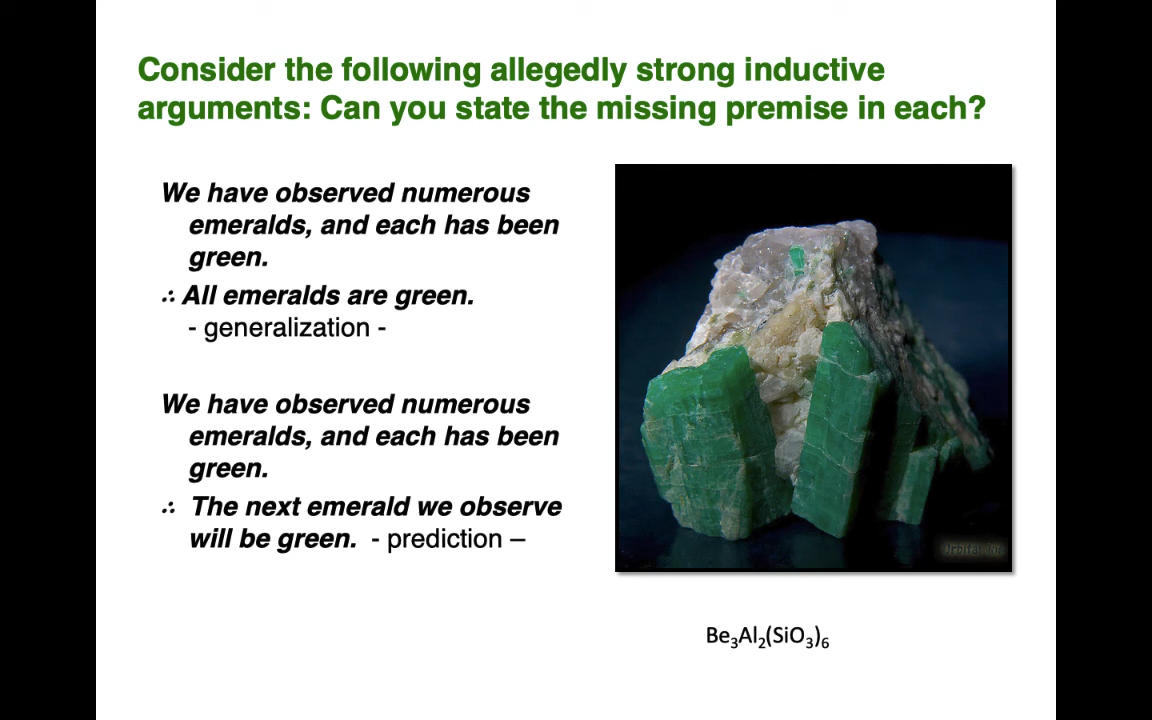 Consider the following allegedly strong inductive
arguments: Can you state the missing premise in each?
We have observed numerous
emeralds, and each has been
green.
∴ All emeralds are green.
- generalization -
We have observed numerous
emeralds, and each has been
green.
∴ The next emerald we observe
will be green. - prediction –
Be₃Al₂(SiO₃)₆